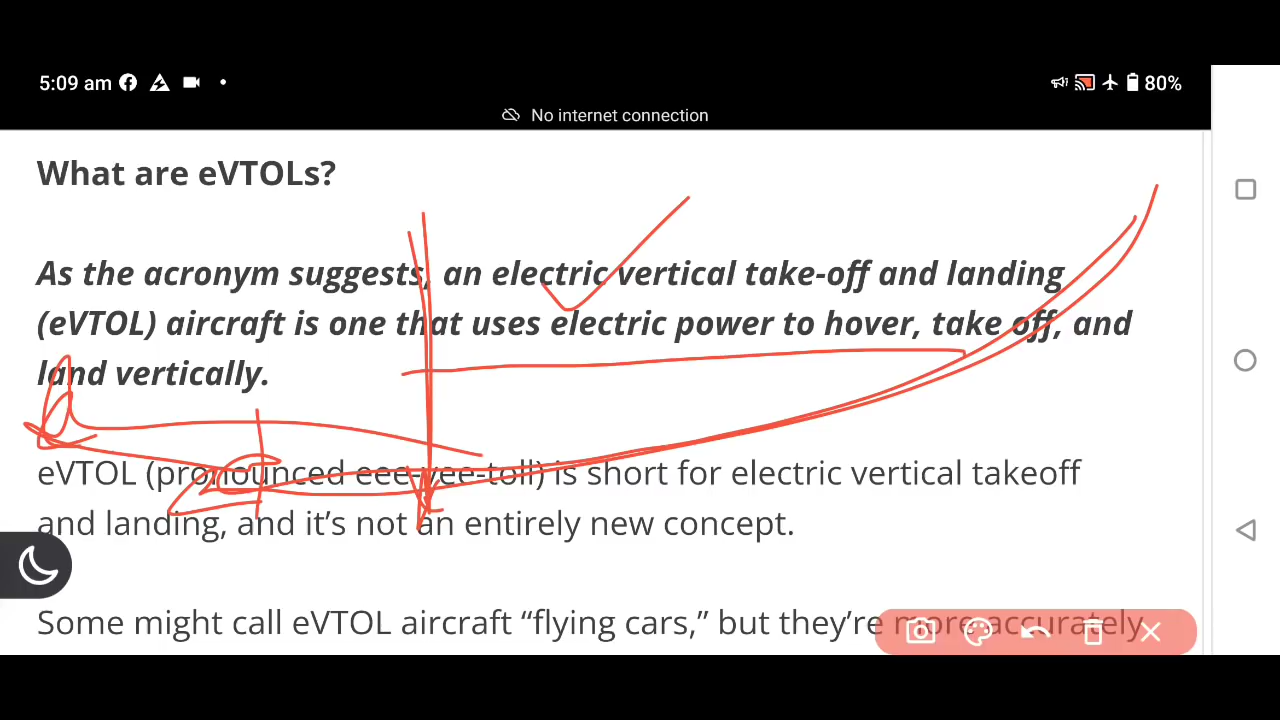 5:09 am
80%
No internet connection
What are eVTOLs?
As the acronym suggests, an electric vertical take-off and landing
(eVTOL) aircraft is one that uses electric power to hover, take off, and
land vertically.
eVTOL (pronounced eee-vee-toll) is short for electric vertical takeoff
and landing, and it’s not an entirely new concept.
Some might call eVTOL aircraft “flying cars,” but they’re more accurately